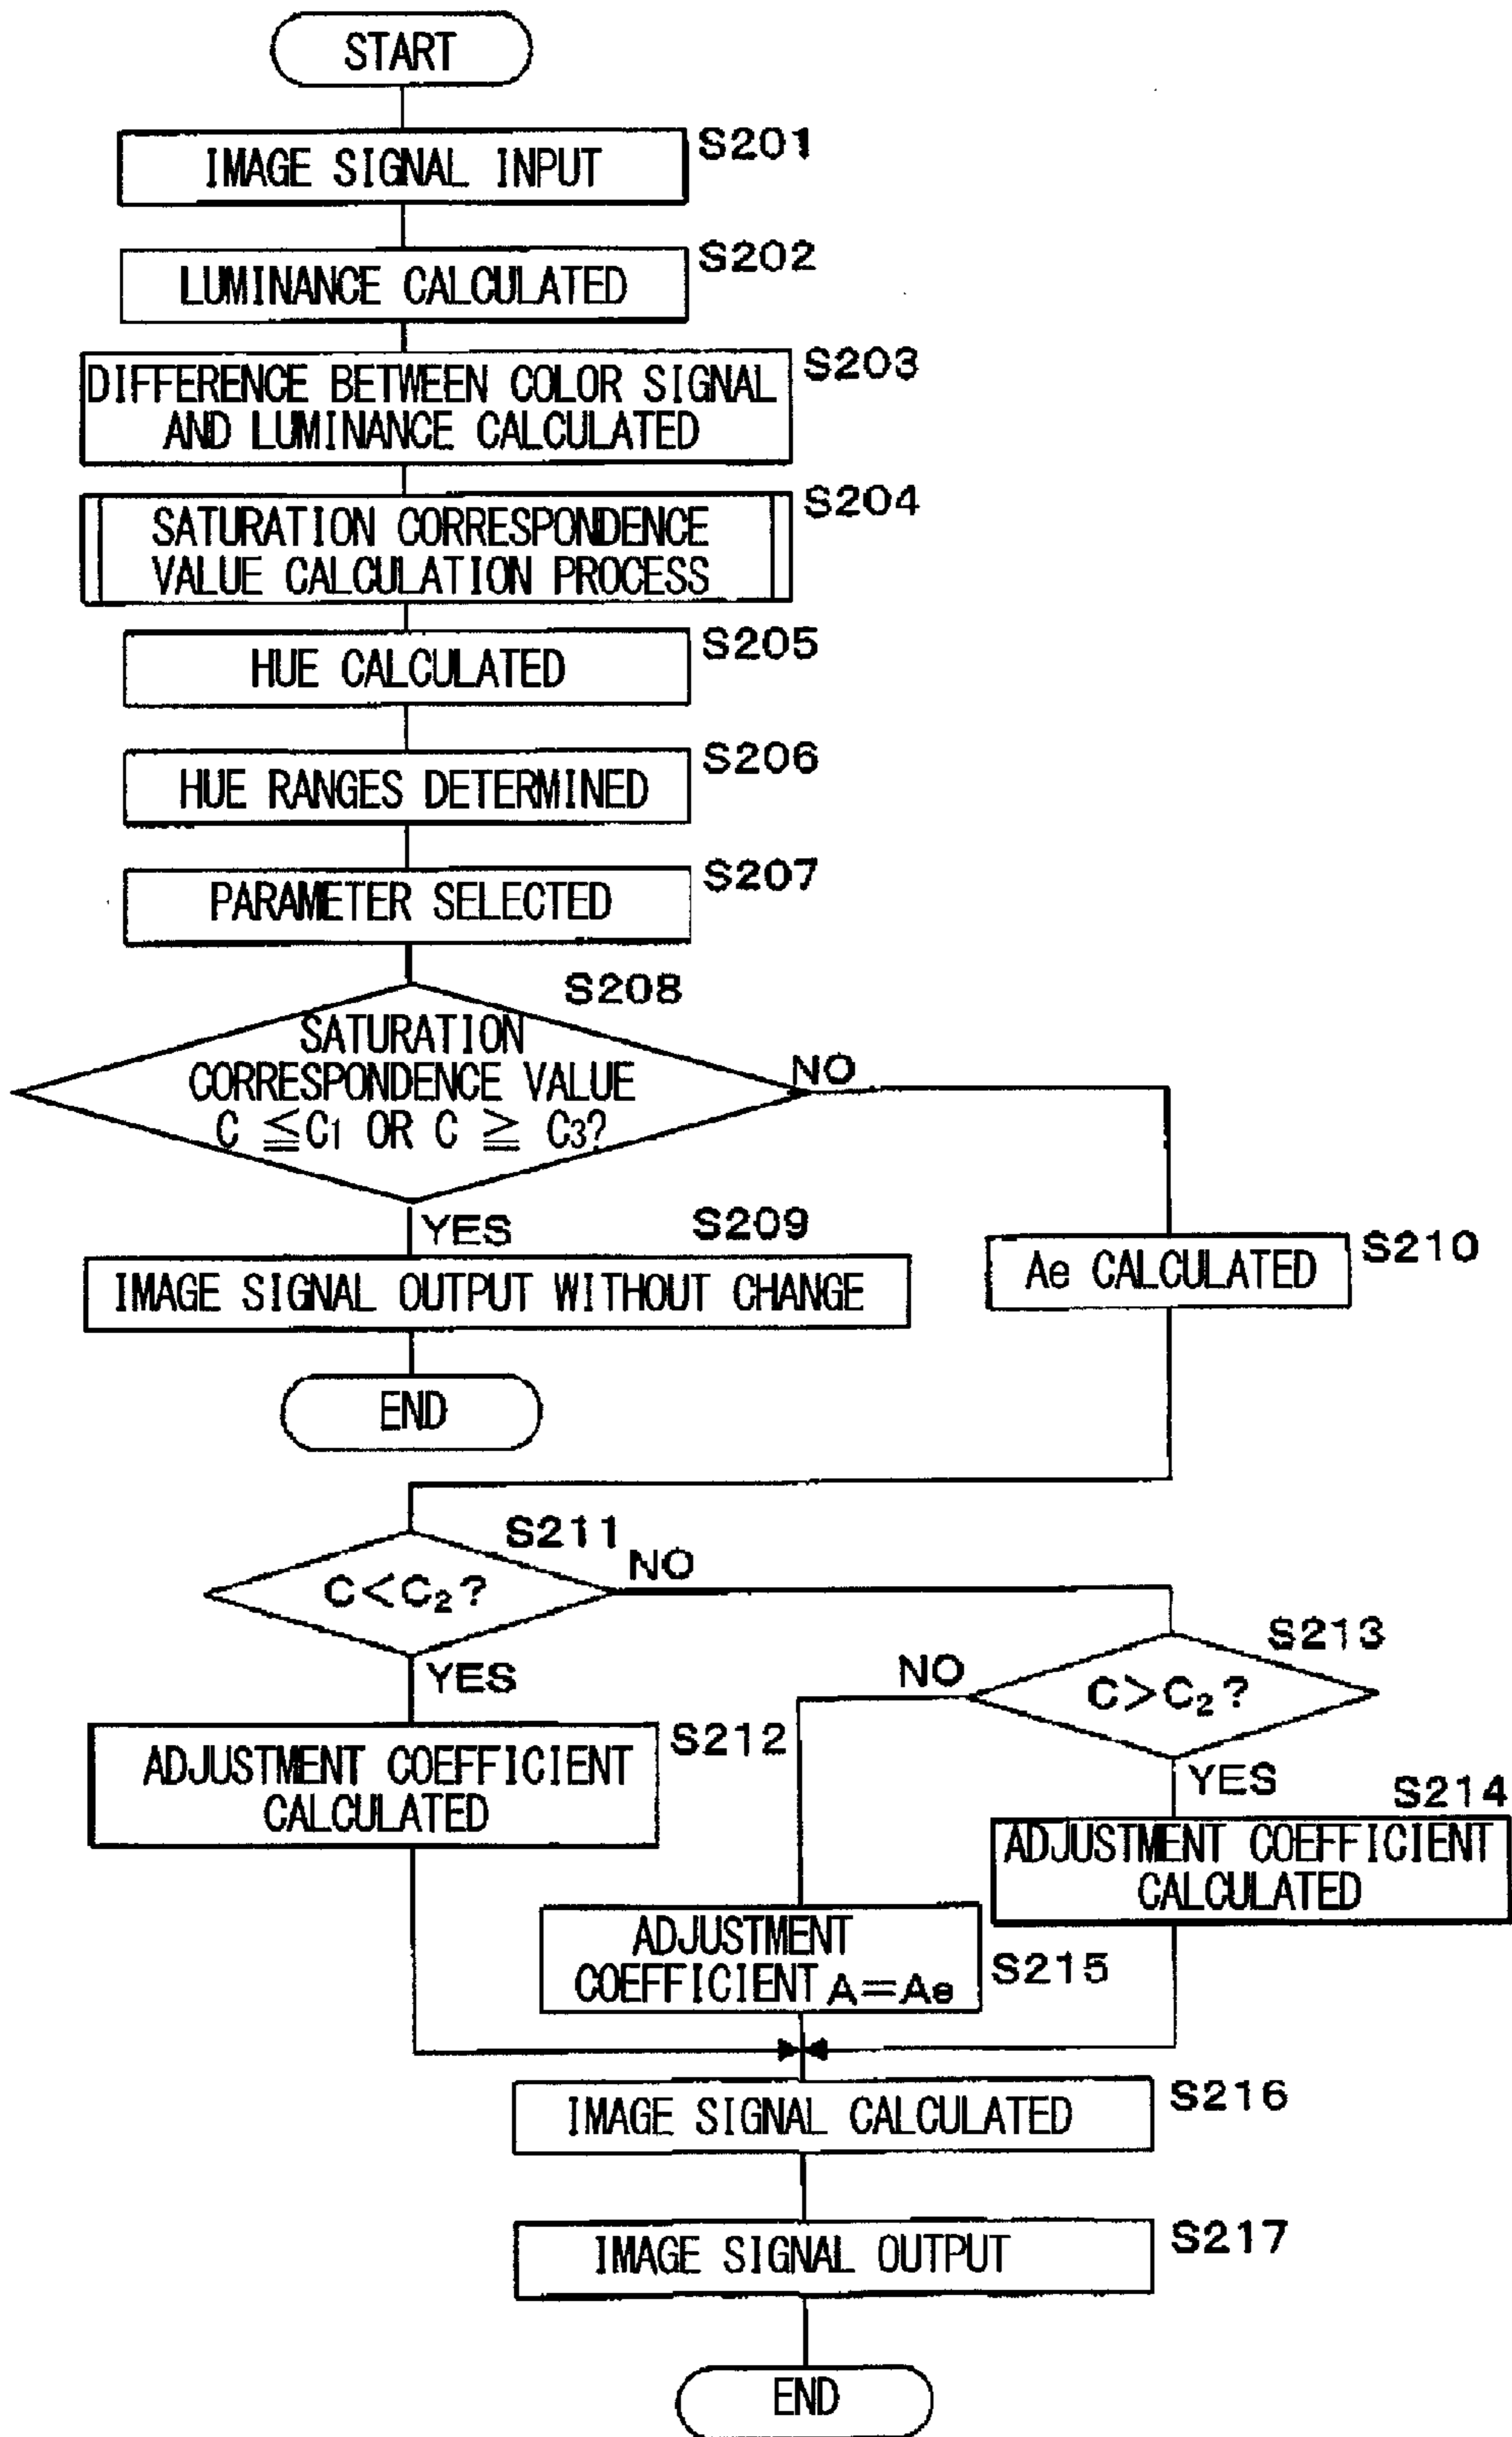 START
IMAGE SIGNAL INPUT
S201
LUMINANCE CALCULATED
S202
DIFFERENCE BETWEEN COLOR SIGNAL
AND LUMINANCE CALCULATED
S203
SATURATION CORRESPONDENCE
VALUE CALCULATION PROCESS
S204
HUE CALCULATED
S205
HUE RANGES DETERMINED
S206
PARAMETER SELECTED
S207
S208
SATURATION
CORRESPONDENCE VALUE
C ≦C₁ OR C ≧ C₃?
NO
YES
S209
IMAGE SIGNAL OUTPUT WITHOUT CHANGE
END
Ae CALCULATED
S210
S211
C<C₂?
NO
YES
S213
C>C₂?
NO
YES
ADJUSTMENT COEFFICIENT
CALCULATED
S212
S214
ADJUSTMENT COEFFICIENT
CALCULATED
ADJUSTMENT
COEFFICIENT A=Ae
S215
IMAGE SIGNAL CALCULATED
S216
IMAGE SIGNAL OUTPUT
S217
END